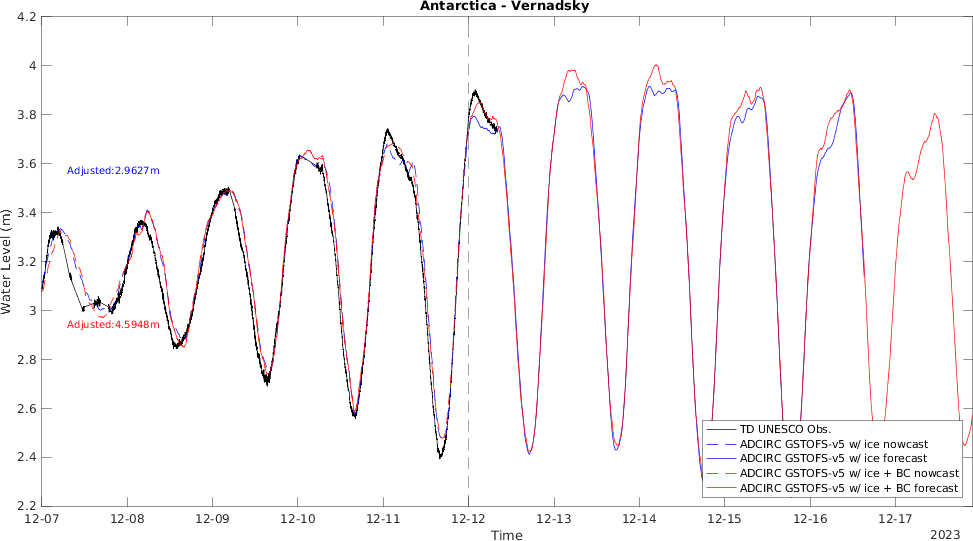 Antarctica - Vernadsky
Water Level (m)
4.2
4
3.8
3.6
3.4
3.2
3
2.8
2.6
2.4
2.2
Adjusted:2.9627m
Adjusted:4.5948m
TD UNESCO Obs.
ADCIRC GSTOFS-v5 w/ ice nowcast
ADCIRC GSTOFS-v5 w/ ice forecast
ADCIRC GSTOFS-v5 w/ ice + BC nowcast
ADCIRC GSTOFS-v5 w/ ice + BC forecast
12-07 12-08 12-09 12-10 12-11 12-12 12-13 12-14 12-15 12-16 12-17
Time
2023